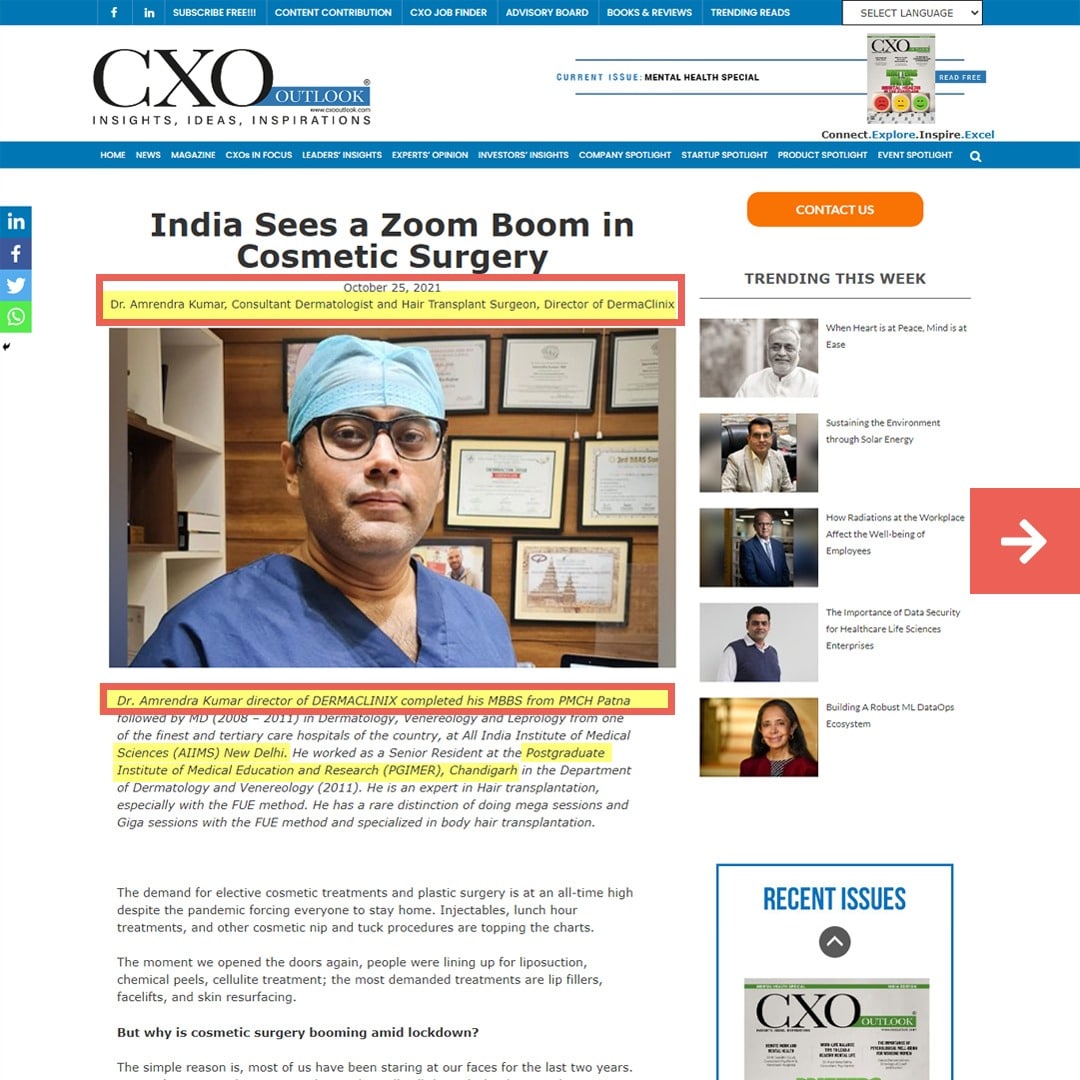 SUBSCRIBE FREE!!! CONTENT CONTRIBUTION CXO JOB FINDER ADVISORY BOARD BOOKS & REVIEWS TRENDING READS SELECT LANGUAGE
CXO OUTLOOK®
www.cxooutlook.com
INSIGHTS, IDEAS, INSPIRATIONS
CURRENT ISSUE: MENTAL HEALTH SPECIAL
CXO OUTLOOK
READ FREE
Connect.Explore.Inspire.Excel
HOME NEWS MAGAZINE CXOs IN FOCUS LEADERS' INSIGHTS EXPERTS' OPINION INVESTORS' INSIGHTS COMPANY SPOTLIGHT STARTUP SPOTLIGHT PRODUCT SPOTLIGHT EVENT SPOTLIGHT
India Sees a Zoom Boom in
Cosmetic Surgery
October 25, 2021
Dr. Amrendra Kumar, Consultant Dermatologist and Hair Transplant Surgeon, Director of DermaClinix
Dr. Amrendra Kumar director of DERMACLINIX completed his MBBS from PMCH Patna
followed by MD (2008 – 2011) in Dermatology, Venereology and Leprology from one
of the finest and tertiary care hospitals of the country, at All India Institute of Medical
Sciences (AIIMS) New Delhi. He worked as a Senior Resident at the Postgraduate
Institute of Medical Education and Research (PGIMER), Chandigarh in the Department
of Dermatology and Venereology (2011). He is an expert in Hair transplantation,
especially with the FUE method. He has a rare distinction of doing mega sessions and
Giga sessions with the FUE method and specialized in body hair transplantation.
The demand for elective cosmetic treatments and plastic surgery is at an all-time high
despite the pandemic forcing everyone to stay home. Injectables, lunch hour
treatments, and other cosmetic nip and tuck procedures are topping the charts.
The moment we opened the doors again, people were lining up for liposuction,
chemical peels, cellulite treatment; the most demanded treatments are lip fillers,
facelifts, and skin resurfacing.
But why is cosmetic surgery booming amid lockdown?
The simple reason is, most of us have been staring at our faces for the last two years.
CONTACT US
TRENDING THIS WEEK
When Heart is at Peace, Mind is at
Ease
Sustaining the Environment
through Solar Energy
How Radiations at the Workplace
Affect the Well-being of
Employees
The Importance of Data Security
for Healthcare Life Sciences
Enterprises
Building A Robust ML DataOps
Ecosystem
RECENT ISSUES
CXO OUTLOOK